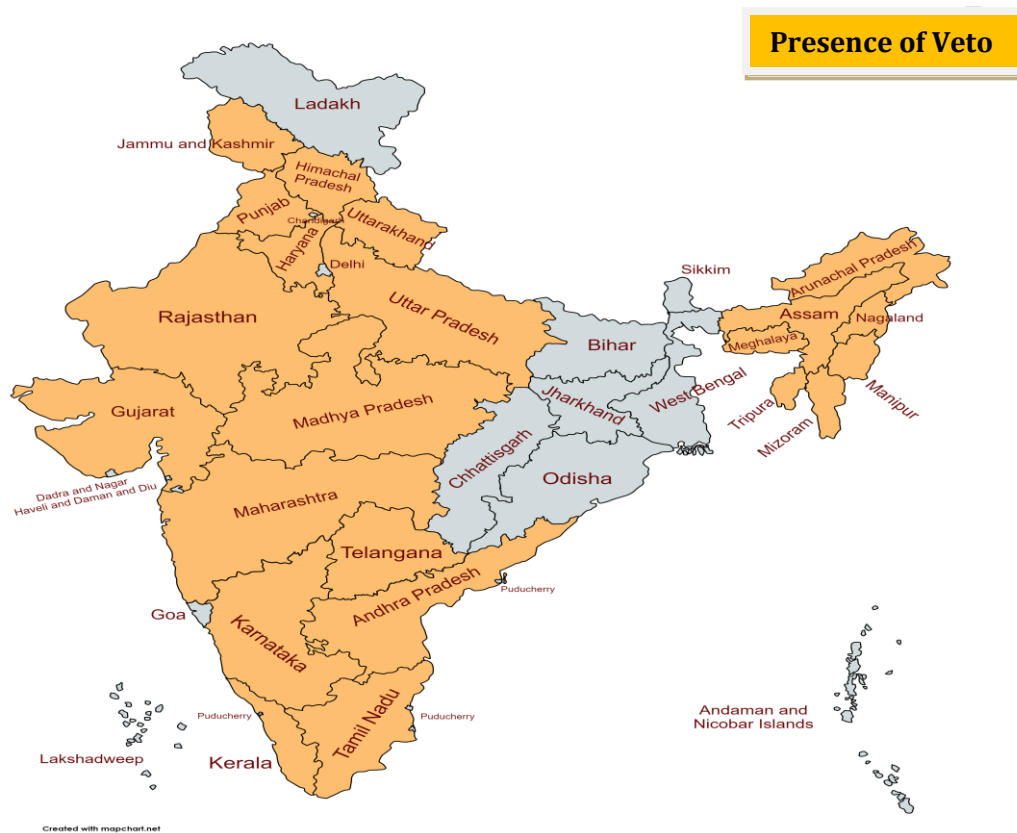 Presence of Veto
Ladakh
Jammu and Kashmir
Himachal
Pradesh
Punjab
Chandigarh
Uttarakhand
Haryana
Delhi
Sikkim
Arunachal Pradesh
Rajasthan
Uttar Pradesh
Assam
Nagaland
Bihar
Meghalaya
Gujarat
Madhya Pradesh
Jharkhand
West Bengal
Tripura
Manipur
Mizoram
Chhattisgarh
Odisha
Dadra and Nagar
Haveli and Daman and Diu
Maharashtra
Telangana
Andhra Pradesh
Puducherry
Goa
Karnataka
Tamil Nadu
Puducherry
Puducherry
Andaman and
Nicobar Islands
Lakshadweep
Kerala
Created with mapchart.net